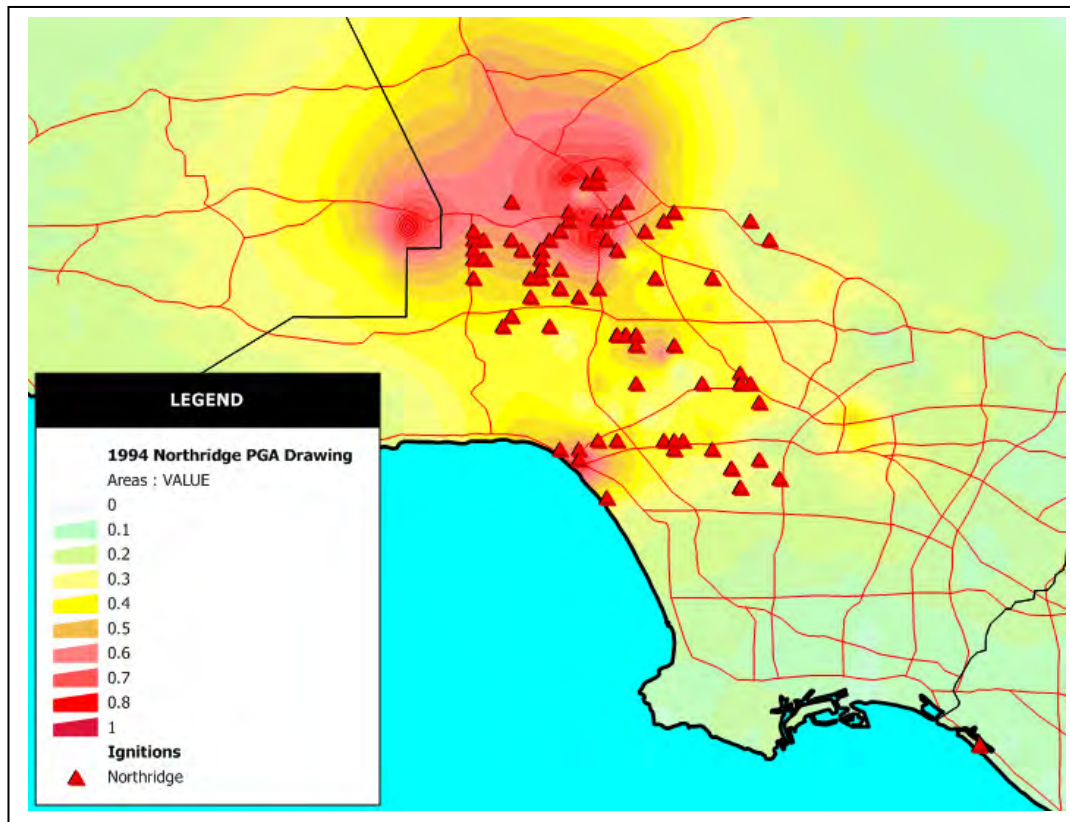 LEGEND
1994 Northridge PGA Drawing
Areas : VALUE
0
0.1
0.2
0.3
0.4
0.5
0.6
0.7
0.8
1
Ignitions
Northridge